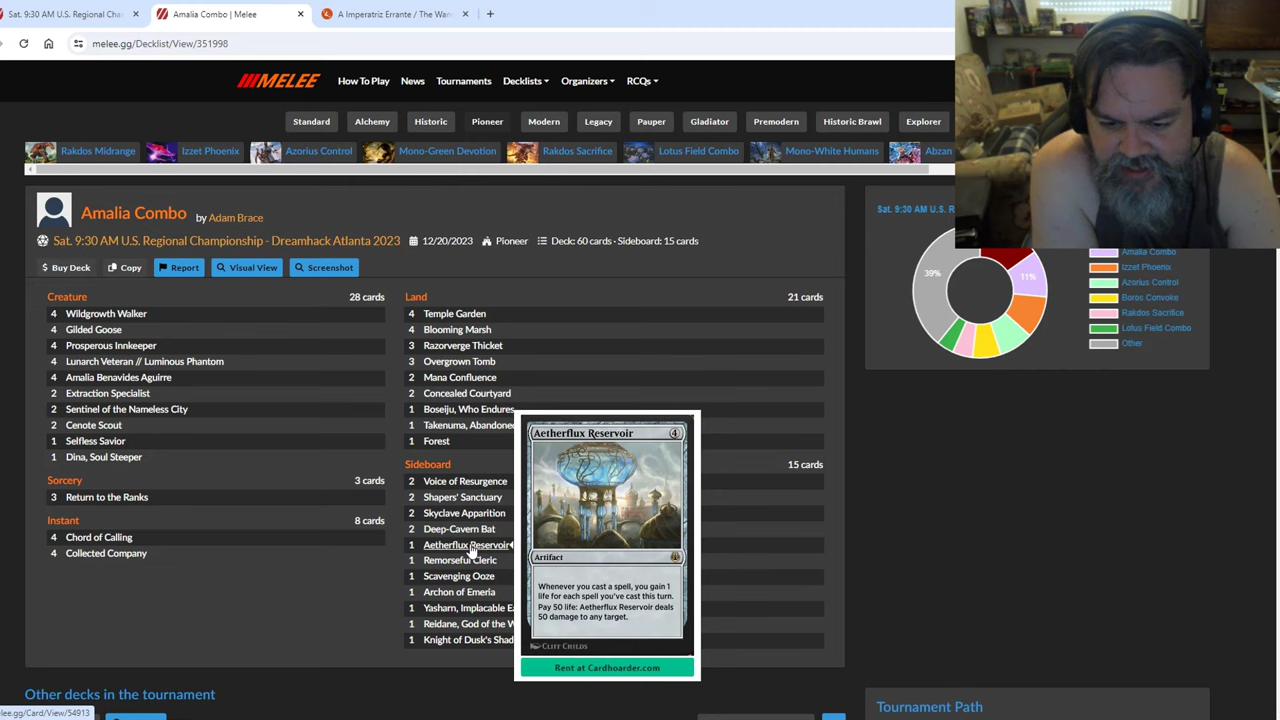 Sat. 9:30 AM U.S. Regional Cha
Amalia Combo | Melee
A Imperatriz Errante / The Wan
melee.gg/Decklist/View/351998
MELEE
How To Play
News
Tournaments
Decklists
Organizers
RCQs
Standard
Alchemy
Historic
Pioneer
Modern
Legacy
Pauper
Gladiator
Premodern
Historic Brawl
Explorer
Rakdos Midrange
Izzet Phoenix
Azorius Control
Mono-Green Devotion
Rakdos Sacrifice
Lotus Field Combo
Mono-White Humans
Abzan
Amalia Combo by Adam Brace
Sat. 9:30 AM U.S. Regional Championship - Dreamhack Atlanta 2023
12/20/2023
Pioneer
Deck: 60 cards - Sideboard: 15 cards
Buy Deck
Copy
Report
Visual View
Screenshot
Creature 28 cards
4 Wildgrowth Walker
4 Gilded Goose
4 Prosperous Innkeeper
4 Lunarch Veteran // Luminous Phantom
4 Amalia Benavides Aguirre
2 Extraction Specialist
2 Sentinel of the Nameless City
2 Cenote Scout
1 Selfless Savior
1 Dina, Soul Steeper
Sorcery 3 cards
3 Return to the Ranks
Instant 8 cards
4 Chord of Calling
4 Collected Company
Land 21 cards
4 Temple Garden
4 Blooming Marsh
3 Razorverge Thicket
3 Overgrown Tomb
2 Mana Confluence
2 Concealed Courtyard
1 Boseiju, Who Endures
1 Takenuma, Abandone
1 Forest
Sideboard 15 cards
2 Voice of Resurgence
2 Shapers' Sanctuary
2 Skyclave Apparition
2 Deep-Cavern Bat
1 Aetherflux Reservoir
1 Remorseful Cleric
1 Scavenging Ooze
1 Archon of Emeria
1 Yasharn, Implacable Ea
1 Reidane, God of the W
1 Knight of Dusk's Shad
Aetherflux Reservoir 4
Artifact
Whenever you cast a spell, you gain 1
life for each spell you've cast this turn.
Pay 50 life: Aetherflux Reservoir deals
50 damage to any target.
Cliff Childs
Rent at Cardhoarder.com
Sat. 9:30 AM U.S. R
39%
11%
Amalia Combo
Izzet Phoenix
Azorius Control
Boros Convoke
Rakdos Sacrifice
Lotus Field Combo
Other
Other decks in the tournament
Tournament Path
lee.gg/Card/View/54913